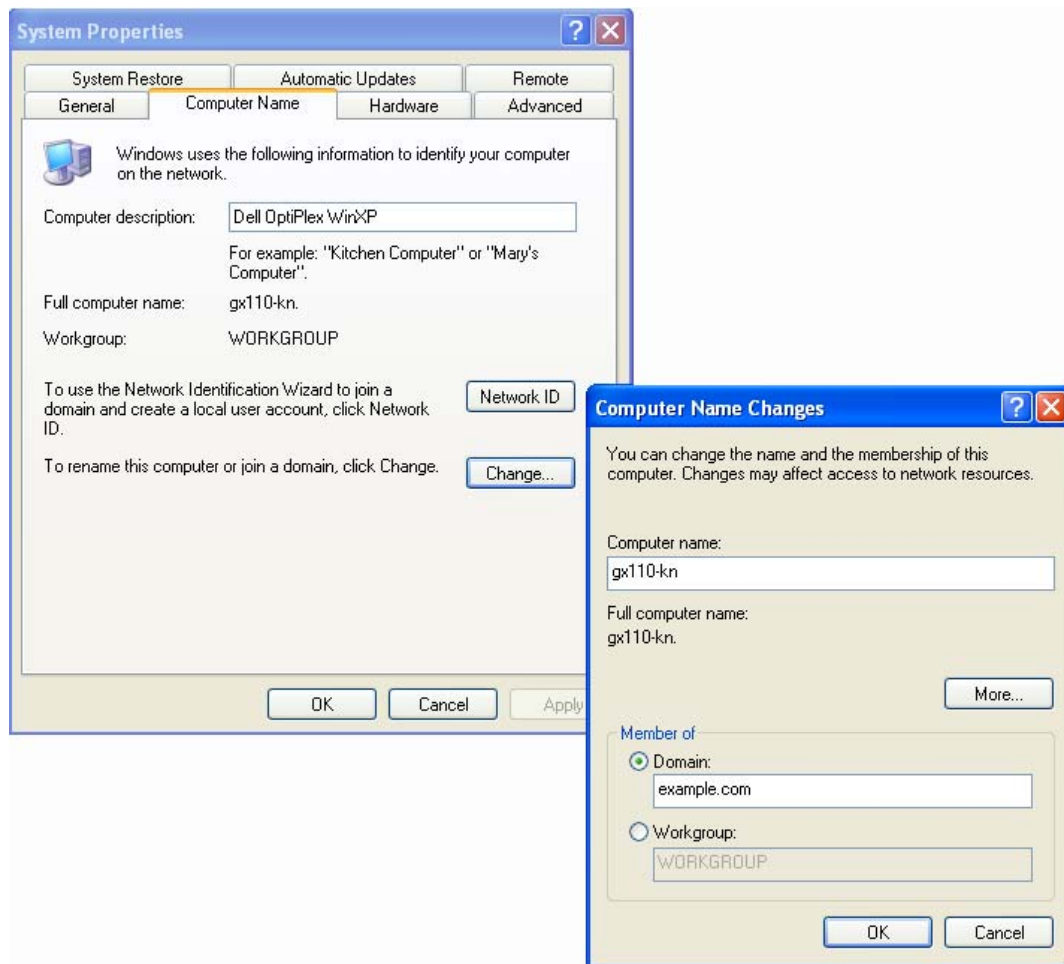 System Properties
System Restore Automatic Updates Remote
General Computer Name Hardware Advanced
Windows uses the following information to identify your computer
on the network.
Computer description: Dell OptiPlex WinXP
For example: "Kitchen Computer" or "Mary's
Computer".
Full computer name: gx110-kn.
Workgroup: WORKGROUP
To use the Network Identification Wizard to join a
domain and create a local user account, click Network
ID.
Network ID
To rename this computer or join a domain, click Change.
Change...
OK Cancel Apply
Computer Name Changes
You can change the name and the membership of this
computer. Changes may affect access to network resources.
Computer name:
gx110-kn
Full computer name:
gx110-kn.
More...
Member of
Domain:
example.com
Workgroup:
WORKGROUP
OK Cancel